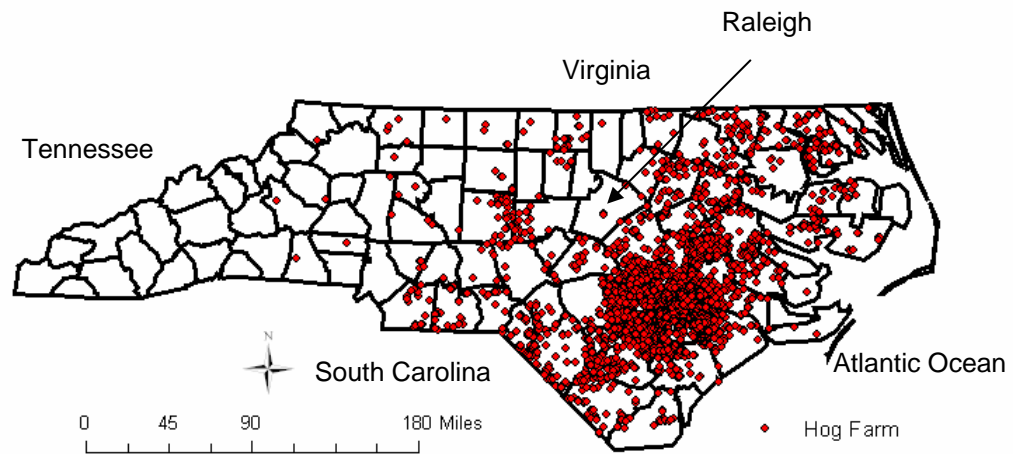 Raleigh
Virginia
Tennessee
N
South Carolina
Atlantic Ocean
0 45 90 180 Miles
Hog Farm